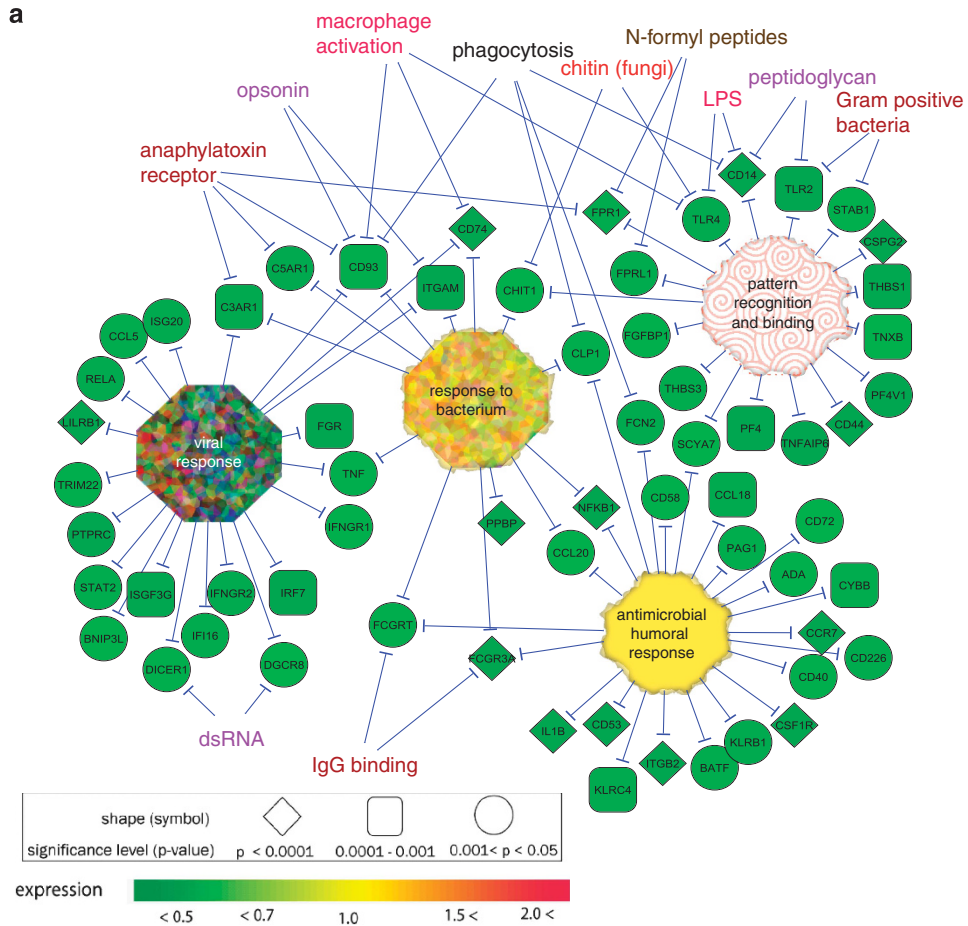 a
macrophage
activation
phagocytosis
N-formyl peptides
chitin (fungi)
peptidoglycan
opsonin
LPS
Gram positive
bacteria
anaphylatoxin
receptor
CD14
TLR2
STAB1
FPR1
TLR4
CD74
CSPG2
C5AR1
CD93
ITGAM
CHIT1
FPRL1
pattern
recognition
and binding
THBS1
C3AR1
ISG20
CCL5
FGFBP1
TNXB
CLP1
RELA
THBS3
PF4V1
response to
bacterium
LILRB1
FGR
viral
response
FCN2
SCYA7
PF4
TNFAIP6
CD44
TRIM22
TNF
CD58
CCL18
PPBP
NFKB1
IFNGR1
CD72
PTPRC
PAG1
CCL20
ADA
CYBB
STAT2
ISGF3G
IFNGR2
IRF7
FCGRT
antimicrobial
humoral
response
CCR7
BNIP3L
IFI16
DICER1
DGCR8
FCGR3A
CD226
CD40
dsRNA
IL1B
CD53
CSF1R
KLRB1
ITGB2
BATF
IgG binding
KLRC4
shape (symbol)
significance level (p-value) p < 0.0001 0.0001 - 0.001 0.001< p < 0.05
expression
< 0.5 < 0.7 1.0 1.5 < 2.0 <